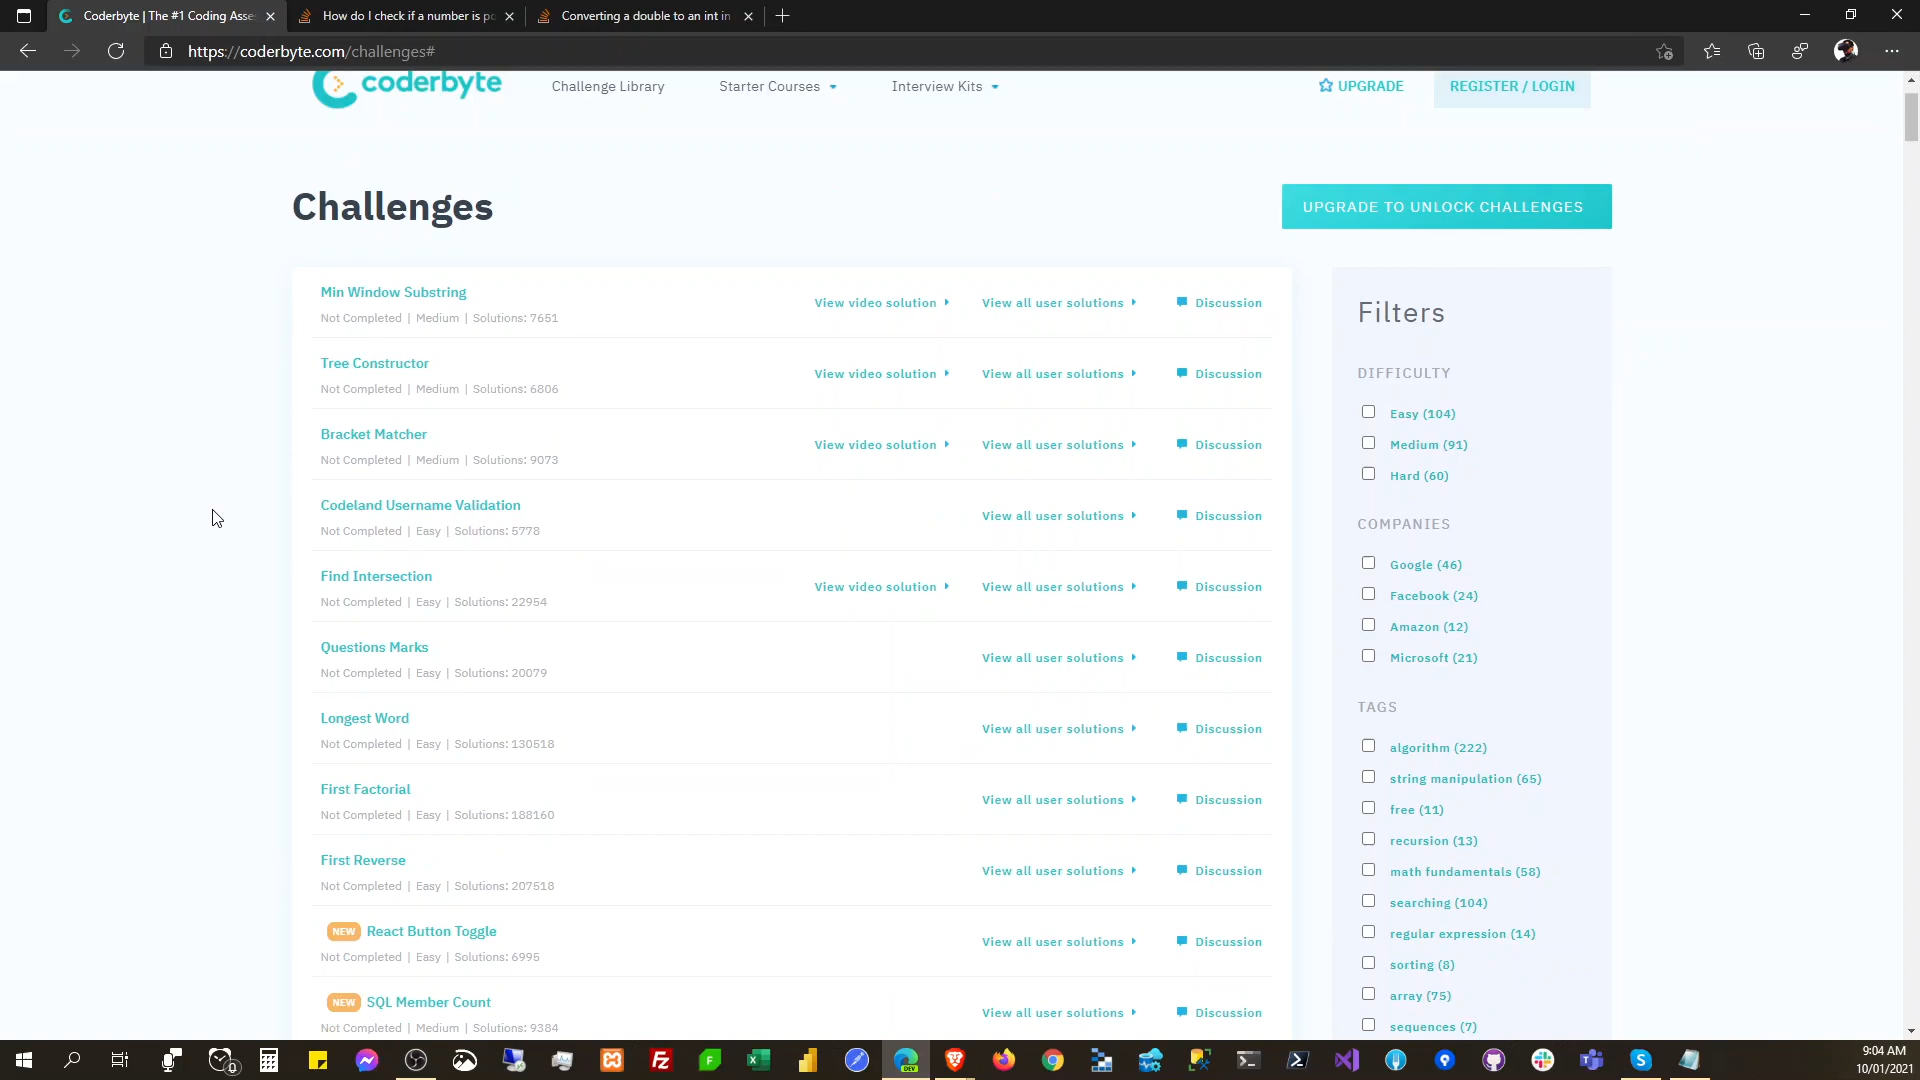 Coderbyte | The #1 Coding Asse
How do I check if a number is po
Converting a double to an int in
https://coderbyte.com/challenges#
coderbyte
Challenge Library
Starter Courses
Interview Kits
UPGRADE
REGISTER / LOGIN
Challenges
UPGRADE TO UNLOCK CHALLENGES
Min Window Substring
Not Completed | Medium | Solutions: 7651
View video solution
View all user solutions
Discussion
Tree Constructor
Not Completed | Medium | Solutions: 6806
View video solution
View all user solutions
Discussion
Bracket Matcher
Not Completed | Medium | Solutions: 9073
View video solution
View all user solutions
Discussion
Codeland Username Validation
Not Completed | Easy | Solutions: 5778
View all user solutions
Discussion
Find Intersection
Not Completed | Easy | Solutions: 22954
View video solution
View all user solutions
Discussion
Questions Marks
Not Completed | Easy | Solutions: 20079
View all user solutions
Discussion
Longest Word
Not Completed | Easy | Solutions: 130518
View all user solutions
Discussion
First Factorial
Not Completed | Easy | Solutions: 188160
View all user solutions
Discussion
First Reverse
Not Completed | Easy | Solutions: 207518
View all user solutions
Discussion
NEW React Button Toggle
Not Completed | Easy | Solutions: 6995
View all user solutions
Discussion
NEW SQL Member Count
Not Completed | Medium | Solutions: 9384
View all user solutions
Discussion
Filters
DIFFICULTY
Easy (104)
Medium (91)
Hard (60)
COMPANIES
Google (46)
Facebook (24)
Amazon (12)
Microsoft (21)
TAGS
algorithm (222)
string manipulation (65)
free (11)
recursion (13)
math fundamentals (58)
searching (104)
regular expression (14)
sorting (8)
array (75)
sequences (7)
9:04 AM
10/01/2021